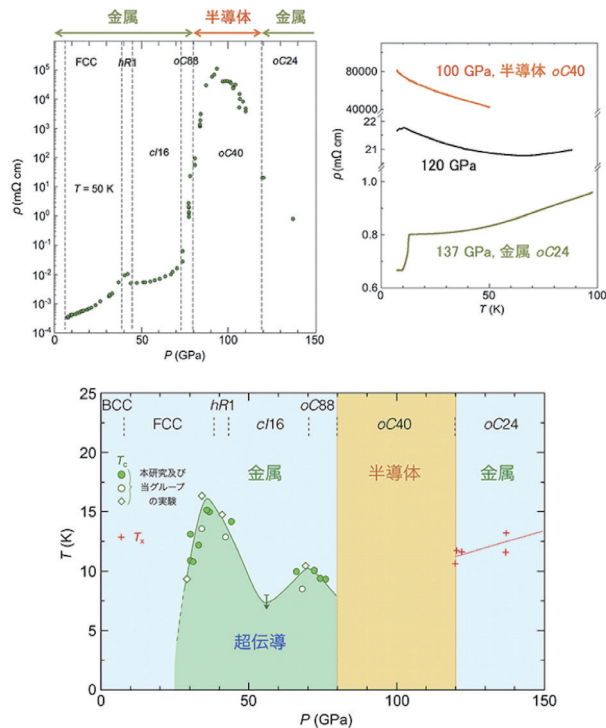 金属 半導体 金属
FCC hR1 oC88 oC24
cI16 oC40
T = 50 K
ρ (mΩ cm)
10⁵
10⁴
10³
10²
10¹
10⁰
10⁻¹
10⁻²
10⁻³
10⁻⁴
0 50 100 150
P (GPa)
100 GPa, 半導体 oC40
120 GPa
137 GPa, 金属 oC24
ρ (mΩ cm)
80000
40000
22
21
1.0
0.8
0.6
0 50 100
T (K)
BCC hR1 oC88
FCC cI16 oC40 oC24
金属 半導体 金属
Tc
本研究及び
当グループ
の実験
Tx
超伝導
T (K)
25
20
15
10
5
0
0 50 100 150
P (GPa)